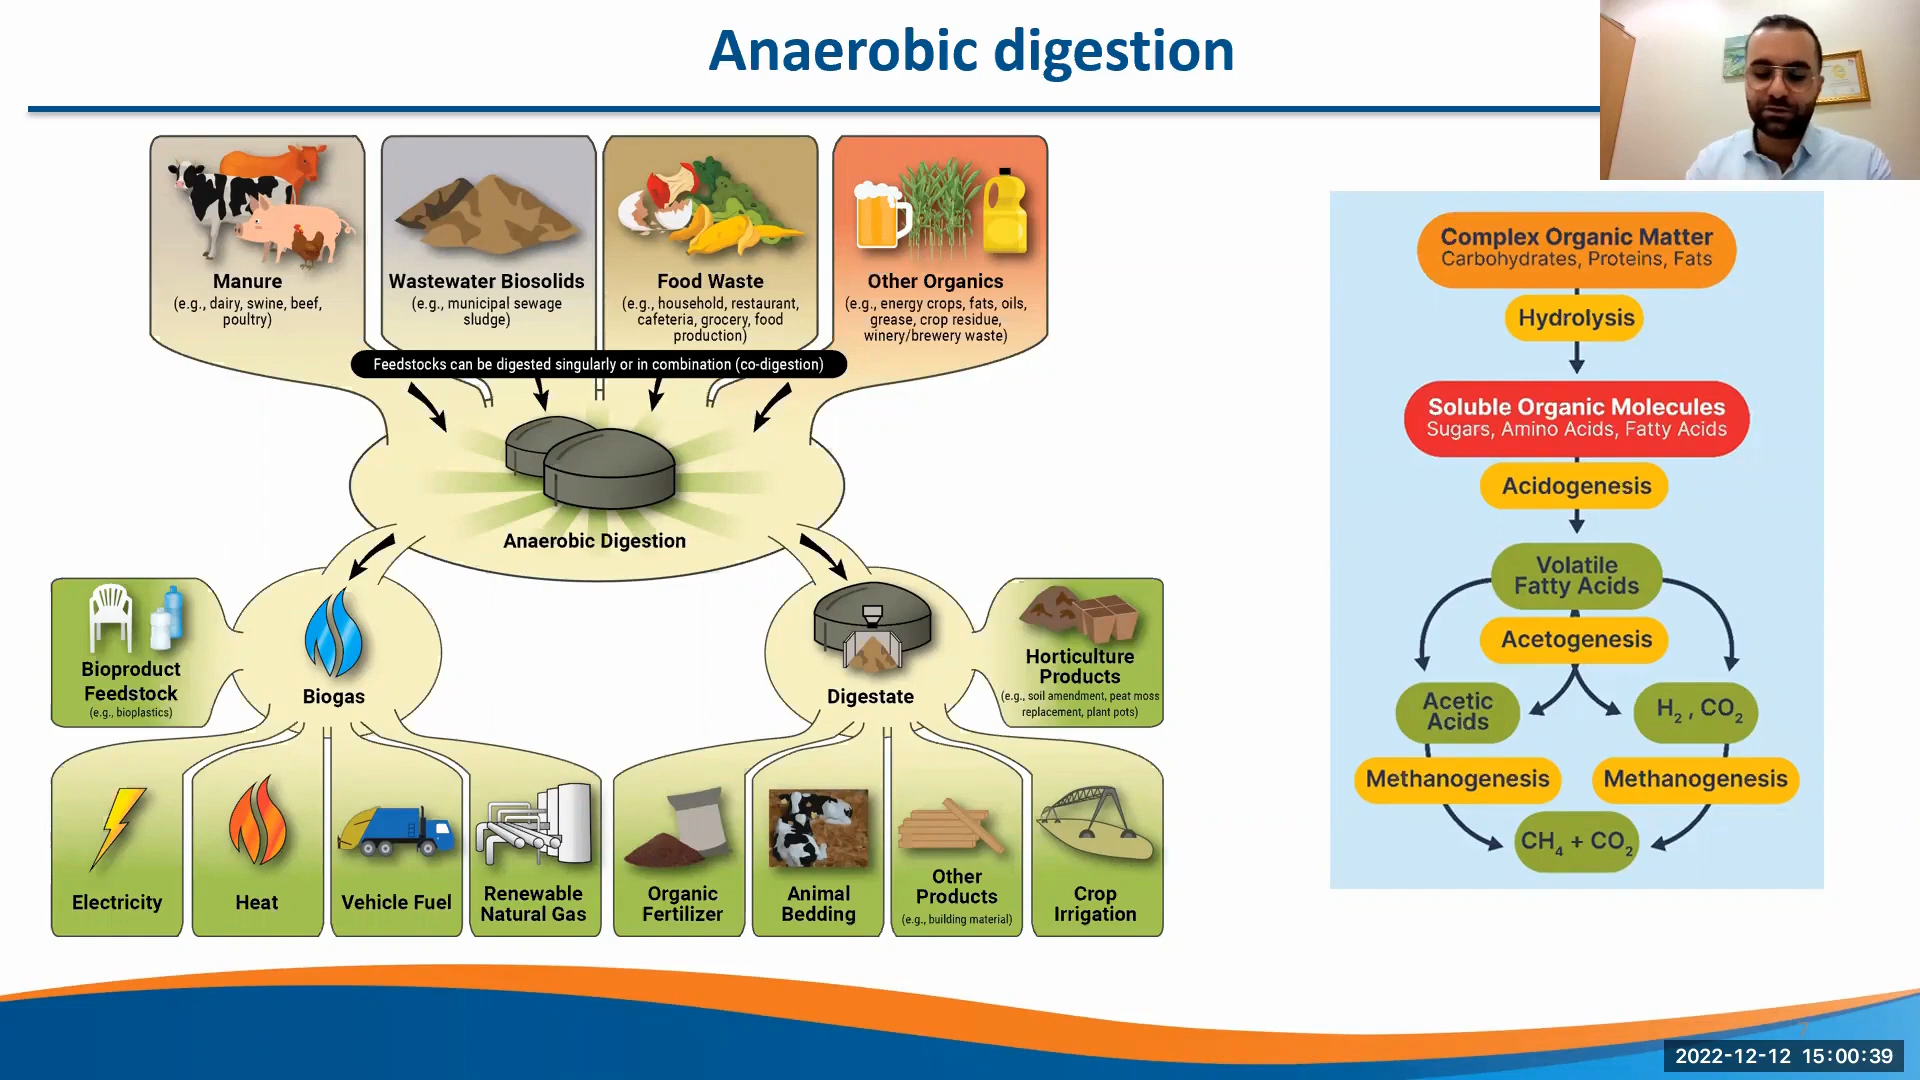 Anaerobic digestion
Manure
(e.g., dairy, swine, beef,
poultry)
Wastewater Biosolids
(e.g., municipal sewage
sludge)
Food Waste
(e.g., household, restaurant,
cafeteria, grocery, food
production)
Other Organics
(e.g., energy crops, fats, oils,
grease, crop residue,
winery/brewery waste)
Feedstocks can be digested singularly or in combination (co-digestion)
Anaerobic Digestion
Bioproduct
Feedstock
(e.g., bioplastics)
Biogas
Digestate
Horticulture
Products
(e.g., soil amendment, peat moss
replacement, plant pots)
Electricity
Heat
Vehicle Fuel
Renewable
Natural Gas
Organic
Fertilizer
Animal
Bedding
Other
Products
(e.g., building material)
Crop
Irrigation
Complex Organic Matter
Carbohydrates, Proteins, Fats
Hydrolysis
Soluble Organic Molecules
Sugars, Amino Acids, Fatty Acids
Acidogenesis
Volatile
Fatty Acids
Acetogenesis
Acetic
Acids
H₂ , CO₂
Methanogenesis
Methanogenesis
CH₄ + CO₂
7
2022-12-12 15:00:39